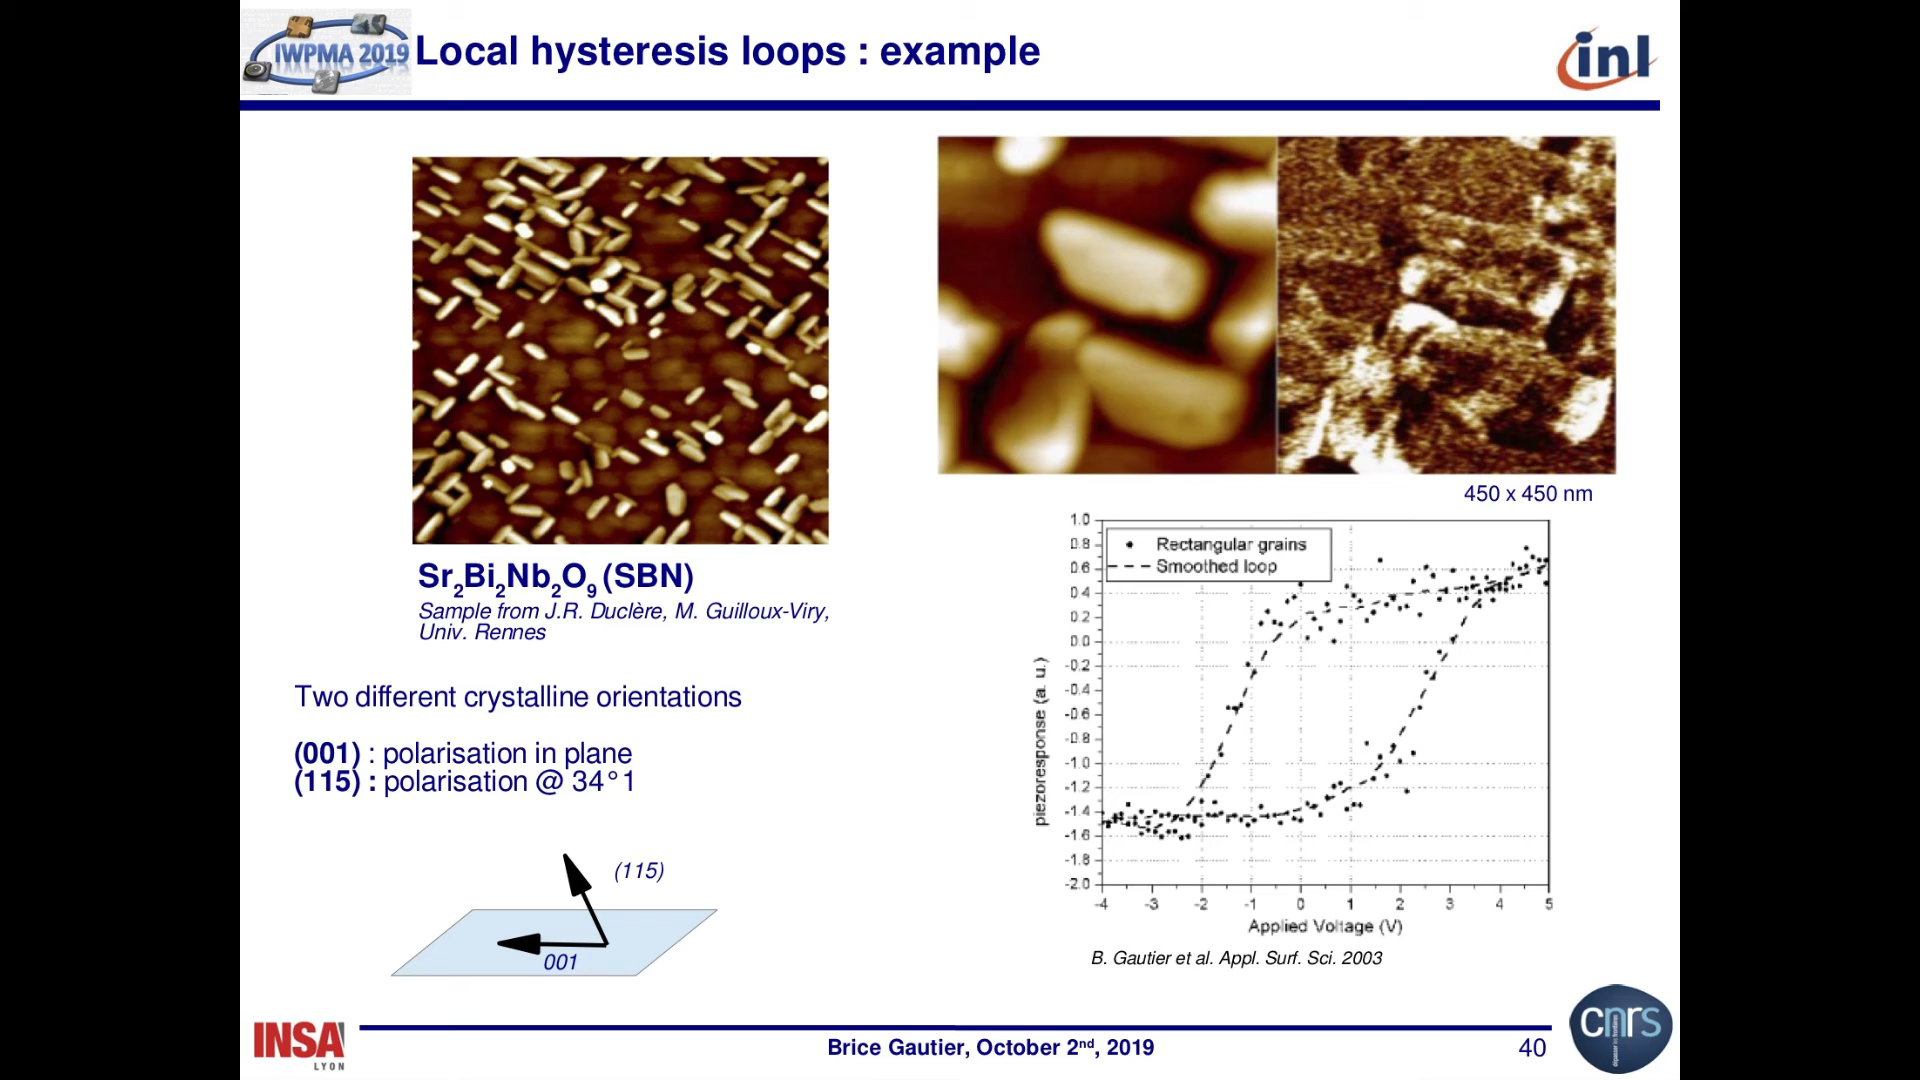 IWPMA 2019
Local hysteresis loops : example
inl
450 x 450 nm
Sr2Bi2Nb2O9 (SBN)
Sample from J.R. Duclère, M. Guilloux-Viry,
Univ. Rennes
Two different crystalline orientations
(001) : polarisation in plane
(115) : polarisation @ 34°1
(115)
001
Rectangular grains
Smoothed loop
1.0
0.8
0.6
0.4
0.2
0.0
-0.2
-0.4
-0.6
-0.8
-1.0
-1.2
-1.4
-1.6
-1.8
-2.0
piezoresponse (a. u.)
-4 -3 -2 -1 0 1 2 3 4 5
Applied Voltage (V)
B. Gautier et al. Appl. Surf. Sci. 2003
INSA
LYON
Brice Gautier, October 2nd, 2019
40
cnrs